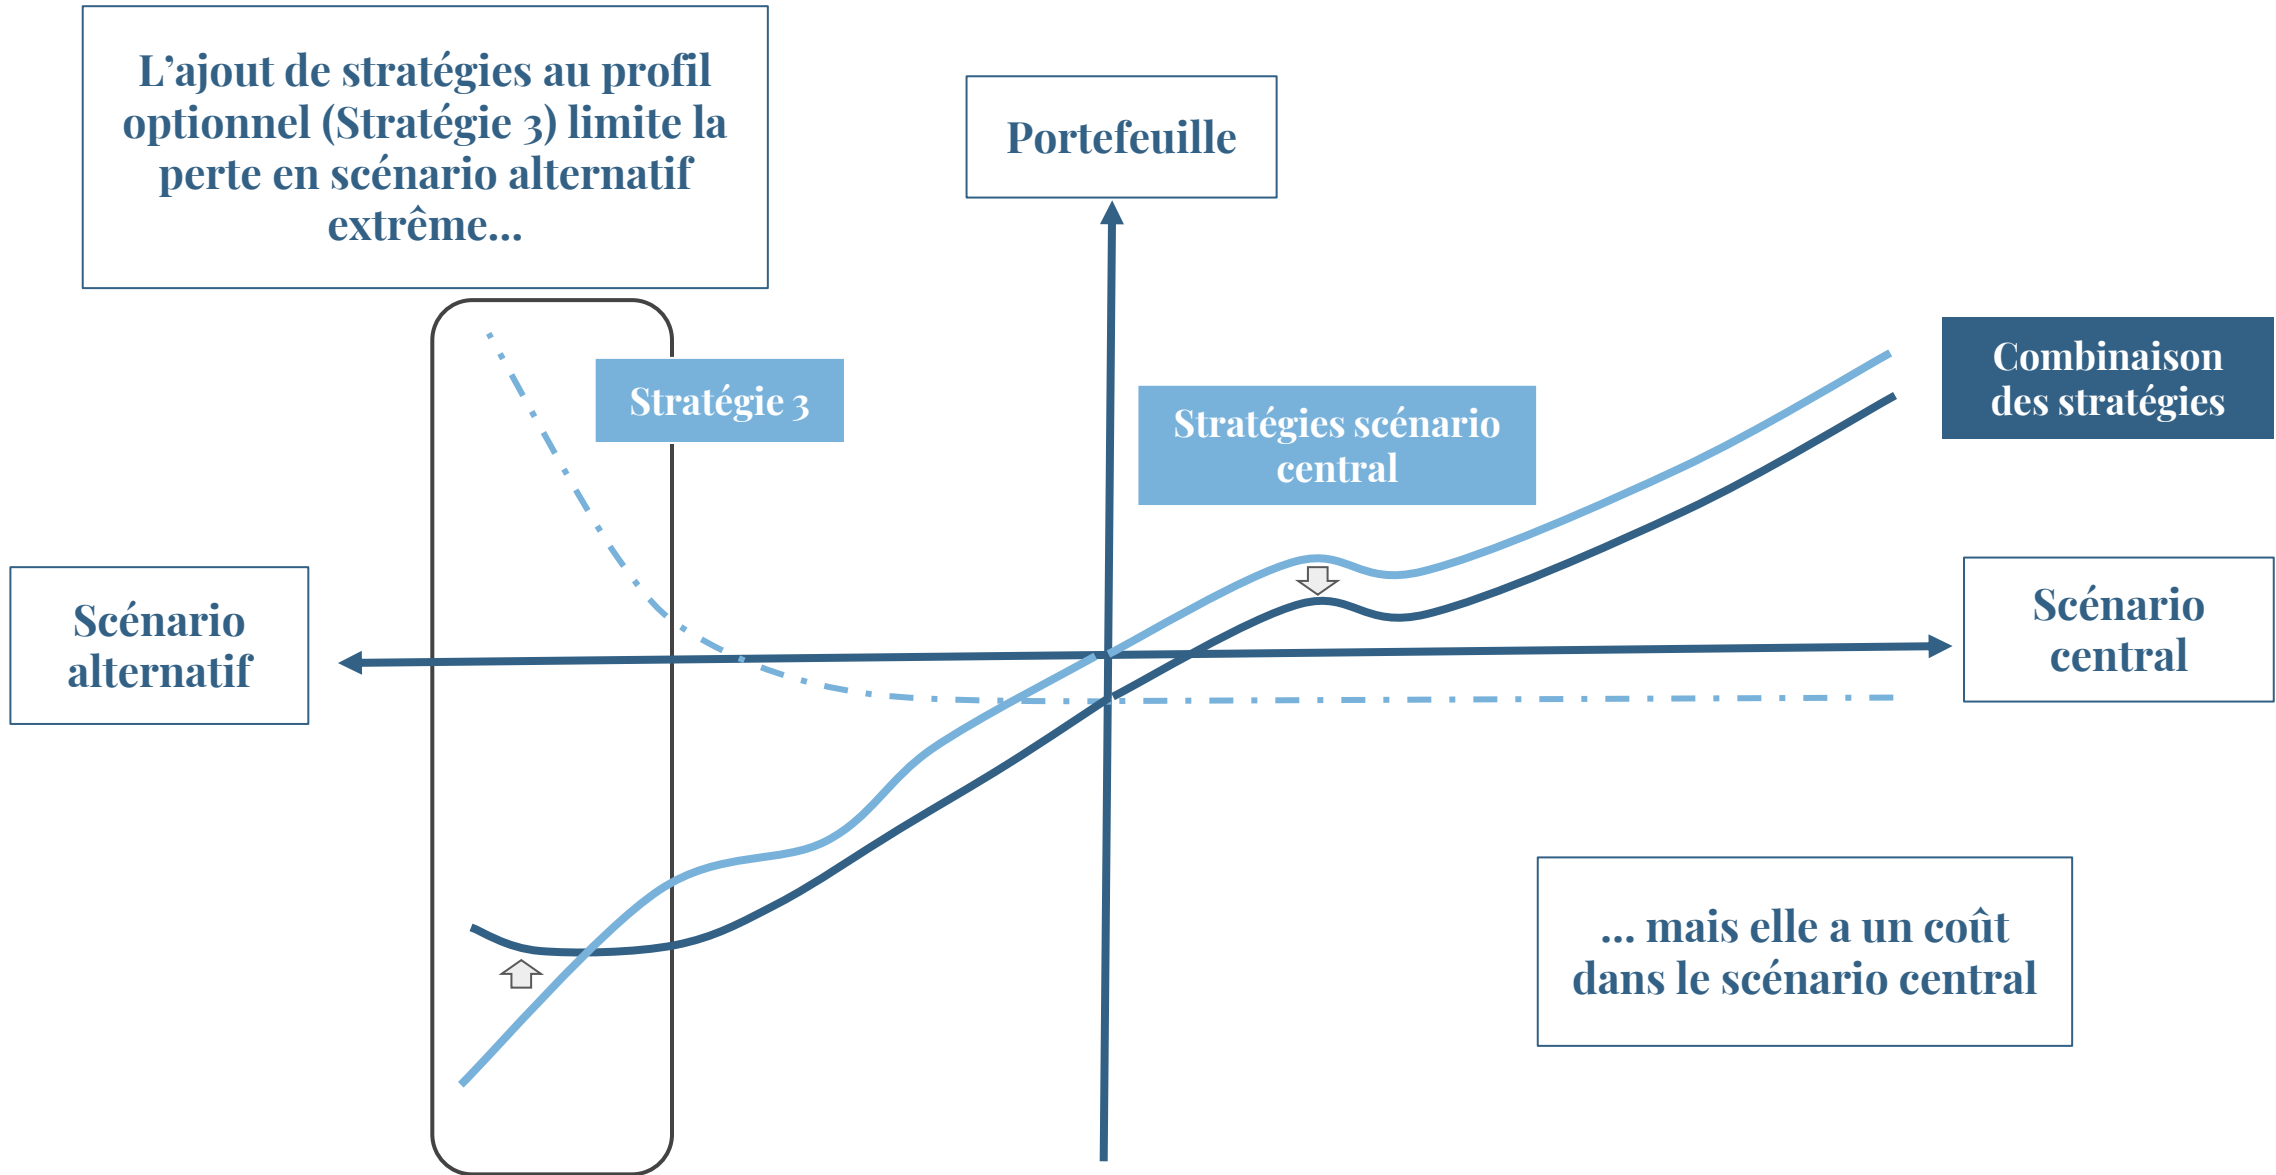 L’ajout de stratégies au profil
optionnel (Stratégie 3) limite la
perte en scénario alternatif
extrême…
Portefeuille
Stratégie 3
Stratégies scénario
central
Combinaison
des stratégies
Scénario
alternatif
Scénario
central
… mais elle a un coût
dans le scénario central